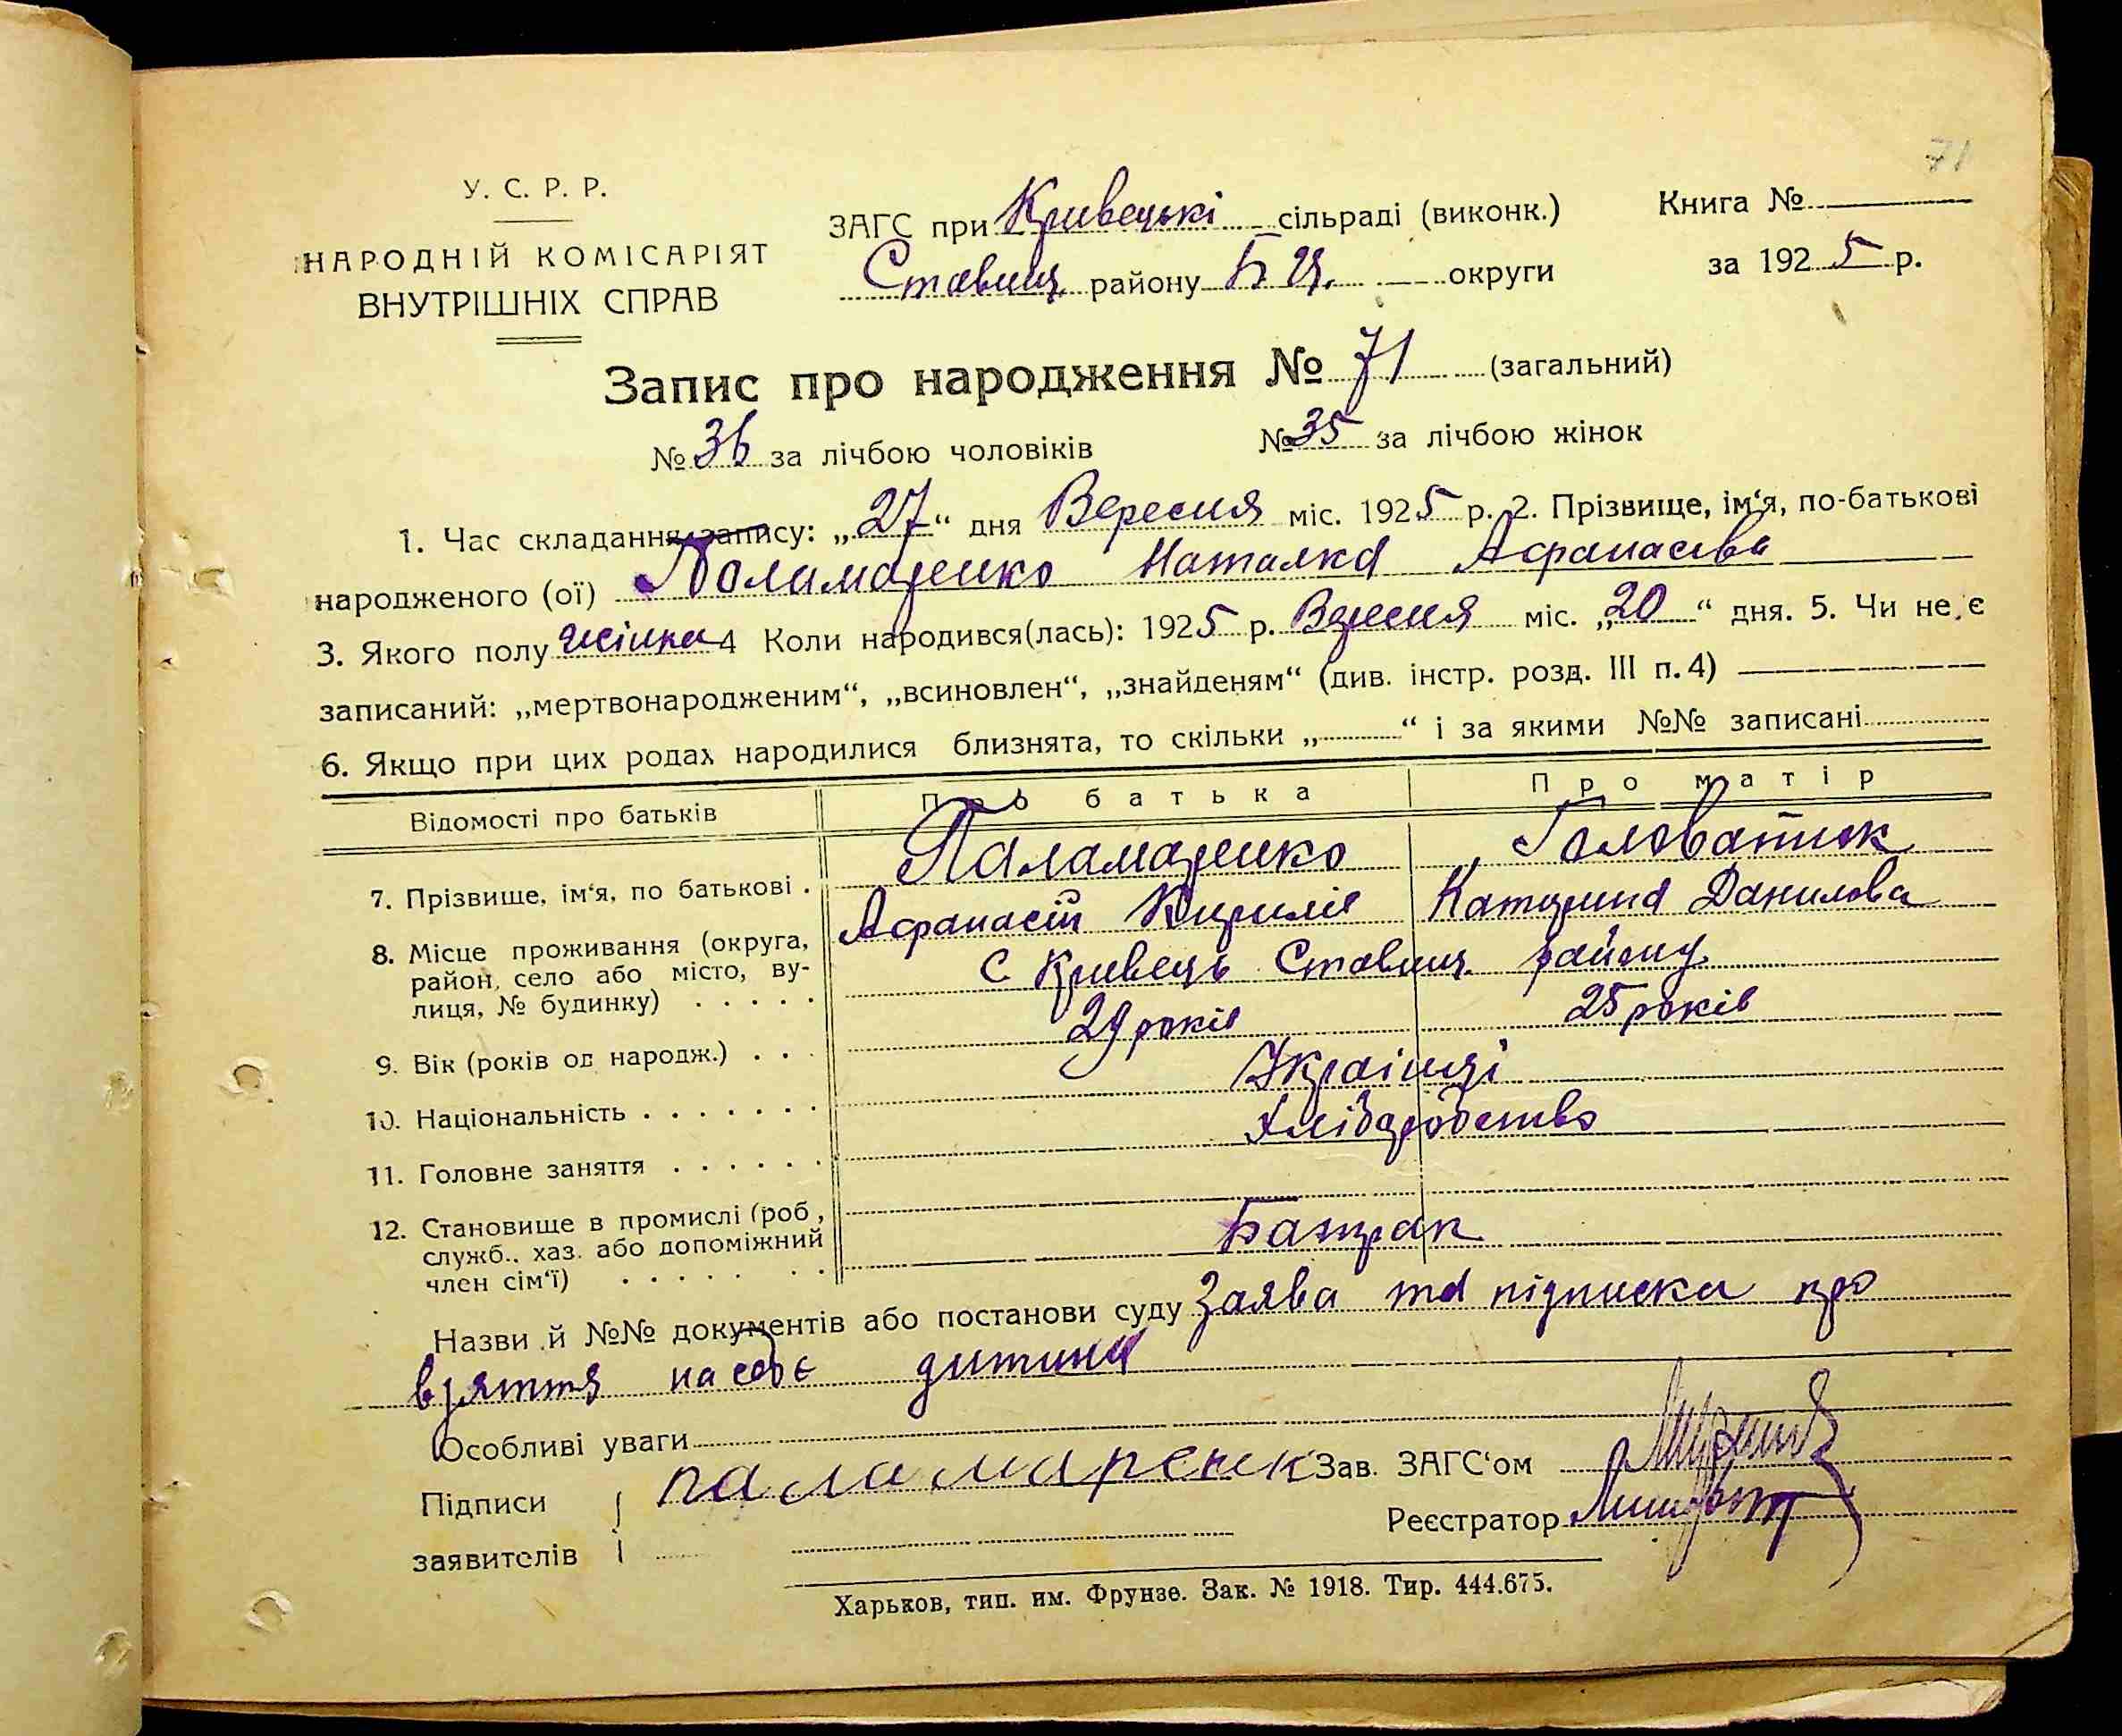 71
У. С. Р. Р.
НАРОДНІЙ КОМІСАРІЯТ
ВНУТРІШНІХ СПРАВ
ЗАГС при Кривецькі сільраді (виконк.)
Ставищ. району Б Ц. округи
Книга №
за 1925 р.
Запис про народження № 71 (загальний)
№ 36 за лічбою чоловіків № 35 за лічбою жінок
1. Час складання запису: „27“ дня Вересня міс. 1925 р. 2. Прізвище, ім‘я, по-батькові
народженого (ої) Паламаренко Наталка Афанасіва
3. Якого полу жінка 4 Коли народився(лась): 1925 р. Вересня міс. „20“ дня. 5. Чи не є
записаний: „мертвонародженим“, „всиновлен“, „знайденям“ (див. інстр. розд. III п. 4)
6. Якщо при цих родах народилися близнята, то скільки „ “ і за якими №№ записані
Відомості про батьків Про батька Про матір
7. Прізвище, ім‘я, по батькові . Паламаренко Головатюк
Афанасій Кирилів Катерина Данилова
8. Місце проживання (округа,
район, село або місто, ву-
лиця, № будинку) . . . . .
С Кривець Ставищ. району
9. Вік (років од народж.) . . . 29 років 25 років
10. Національність . . . . . . . Українці
11. Головне заняття . . . . . . Хліборобство
12. Становище в промислі (роб,
служб., хаз. або допоміжний
член сім‘ї) . . . . . . .
Батрак
Назви й №№ документів або постанови суду Заява та підписка про
взяття на себе дитини
Особливі уваги
Підписи паламаренк Зав. ЗАГС‘ом
заявителів Реєстратор
Харьков, тип. им. Фрунзе. Зак. № 1918. Тир. 444.675.